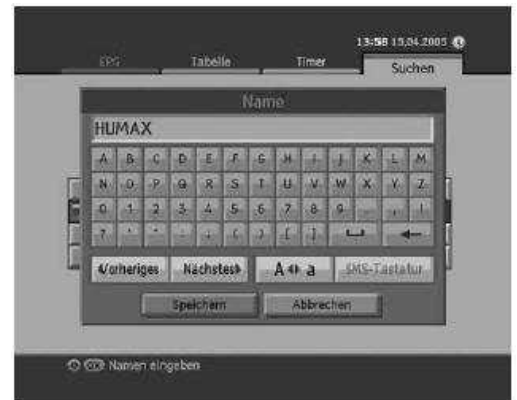 13:58 15.04.2005
EPG Tabelle Timer Suchen
Name
HUMAX
A B C D E F G H I J K L M
N O P Q R S T U V W X Y Z
0 1 2 3 4 5 6 7 8 9 . , !
?
Vorheriges Nächstes A a SMS-Tastatur
Speichern Abbrechen
OK Namen eingeben